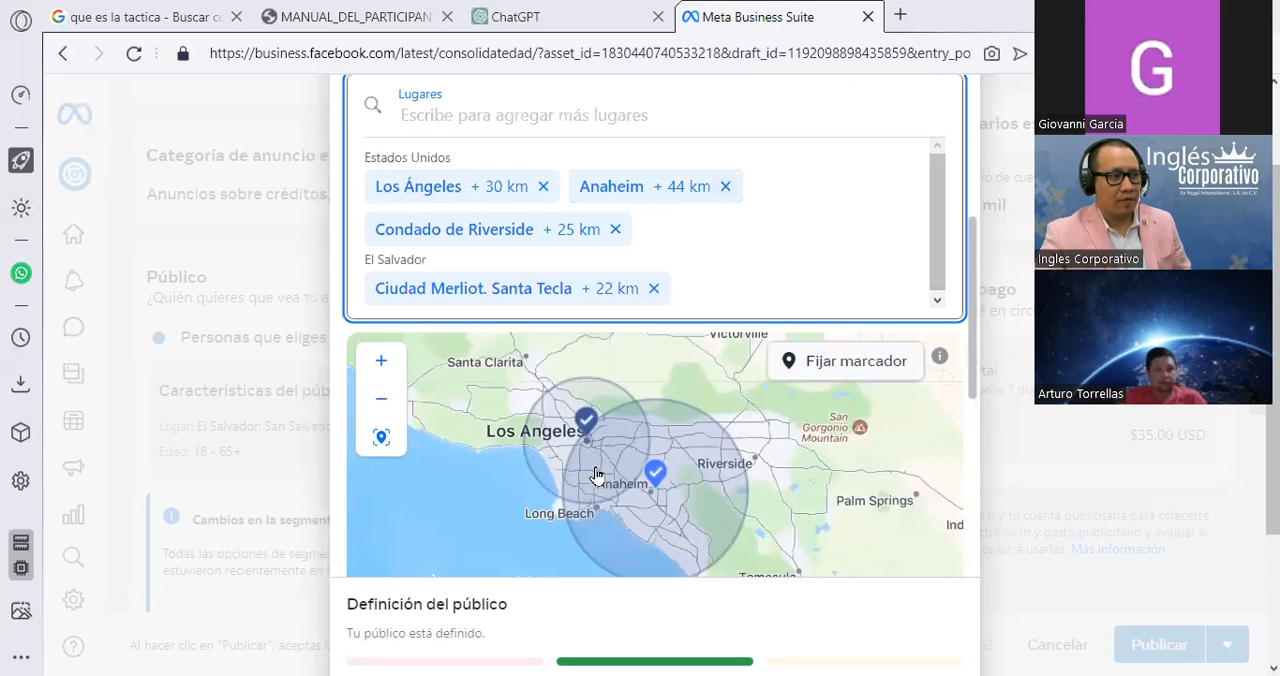 que es la tactica - Buscar co
MANUAL_DEL_PARTICIPAN
ChatGPT
Meta Business Suite
https://business.facebook.com/latest/consolidatedad/?asset_id=1830440740533218&draft_id=1192098898435859&entry_po
Categoría de anuncio e
Anuncios sobre créditos,
Público
¿Quién quieres que vea tu a
Personas que eliges
Características del púb
Lugar: El Salvador: San Salvado
Edad: 18 - 65+
Cambios en la segment
Todas las opciones de segme
estuvieron recientemente en l
Al hacer clic en "Publicar", aceptas l
Lugares
Escribe para agregar más lugares
Estados Unidos
Los Ángeles + 30 km
Anaheim + 44 km
Condado de Riverside + 25 km
El Salvador
Ciudad Merliot. Santa Tecla + 22 km
Victorville
Santa Clarita
Fijar marcador
Los Angeles
San Gorgonio Mountain
Riverside
Anaheim
Palm Springs
Long Beach
Ind
Temecula
Definición del público
Tu público está definido.
mil
pago
$35.00 USD
Más información
Cancelar
Publicar
G
Giovanni Garcia
Inglés
Corporativo
By Regal International, S.A. de C.V.
Ingles Corporativo
Arturo Torrellas